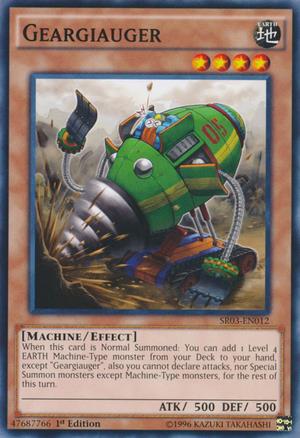 GEARGIAUGER
EARTH
地
05
SR03-EN012
[MACHINE/EFFECT]
When this card is Normal Summoned: You can add 1 Level 4
EARTH Machine-Type monster from your Deck to your hand,
except "Geargiauger", also you cannot declare attacks, nor Special
Summon monsters except Machine-Type monsters, for the rest of
this turn.
ATK/ 500 DEF/ 500
47687766 1st Edition ©1996 KAZUKI TAKAHASHI